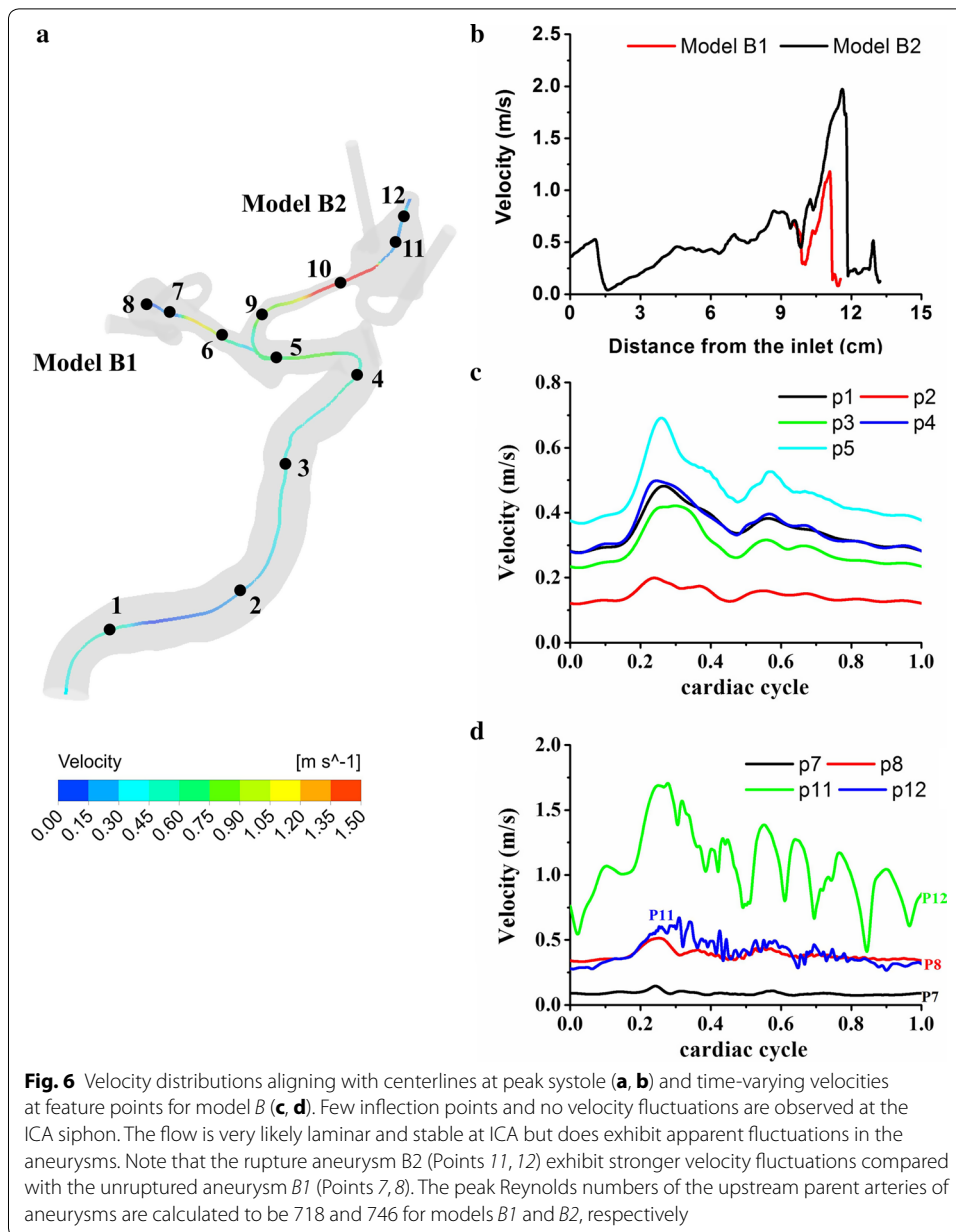 a
12
Model B2
11
10
8
7
9
6
5
Model B1
4
3
1
2
Velocity [m s^-1]
0.00 0.15 0.30 0.45 0.60 0.75 0.90 1.05 1.20 1.35 1.50
b
Model B1 Model B2
2.5
2.0
1.5
1.0
0.5
0.0
Velocity (m/s)
0 3 6 9 12 15
Distance from the inlet (cm)
c
p1 p2
p3 p4
p5
0.8
0.6
0.4
0.2
0.0
Velocity (m/s)
0.0 0.2 0.4 0.6 0.8 1.0
cardiac cycle
d
p7 p8
p11 p12
2.0
1.5
1.0
0.5
0.0
Velocity (m/s)
P12
P11
P8
P7
0.0 0.2 0.4 0.6 0.8 1.0
cardiac cycle
Fig. 6 Velocity distributions aligning with centerlines at peak systole (a, b) and time-varying velocities
at feature points for model B (c, d). Few inflection points and no velocity fluctuations are observed at the
ICA siphon. The flow is very likely laminar and stable at ICA but does exhibit apparent fluctuations in the
aneurysms. Note that the rupture aneurysm B2 (Points 11, 12) exhibit stronger velocity fluctuations compared
with the unruptured aneurysm B1 (Points 7, 8). The peak Reynolds numbers of the upstream parent arteries of
aneurysms are calculated to be 718 and 746 for models B1 and B2, respectively